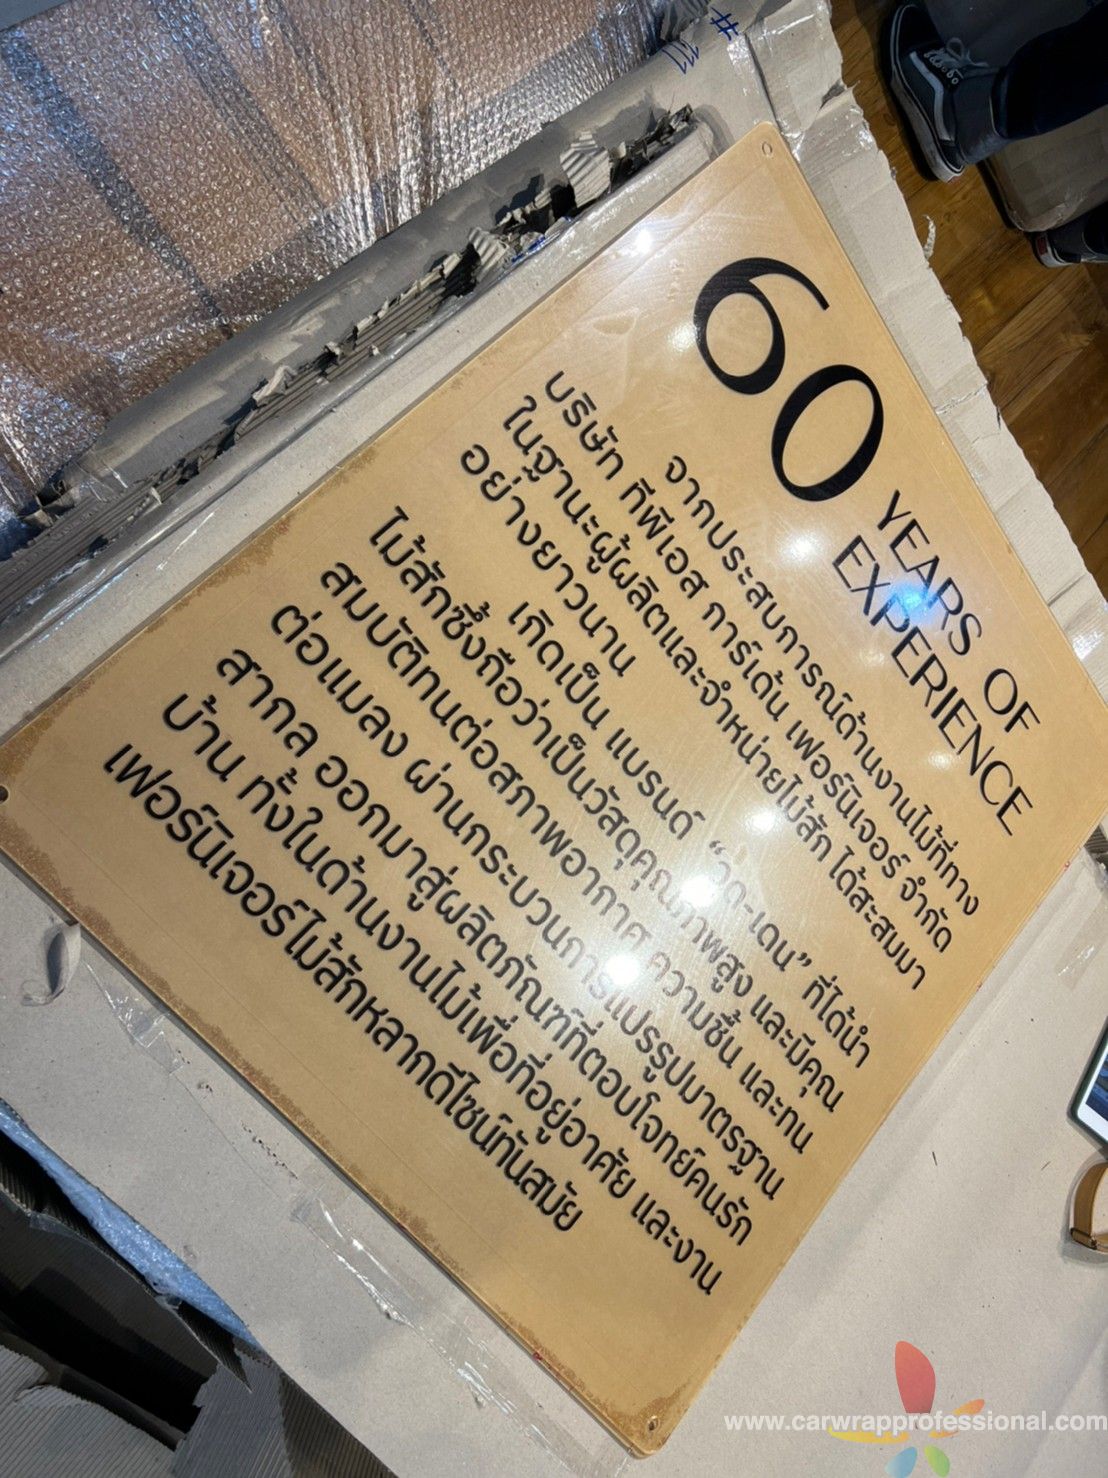 #11
60
YEARS OF
EXPERIENCE
จากประสบการณ์ด้านงานไม้ที่ทาง
บริษัท ทีพีเอส การ์เด้น เฟอร์นิเจอร์ จำกัด
ในฐานะผู้ผลิตและจำหน่ายไม้สัก ได้สะสมมา
อย่างยาวนาน
เกิดเป็น แบรนด์ “วู้ด-เดน” ที่ได้นำ
ไม้สักซึ่งถือว่าเป็นวัสดุคุณภาพสูง และมีคุณ
สมบัติทนต่อสภาพอากาศ ความชื้น และทน
ต่อแมลง ผ่านกระบวนการแปรรูปมาตรฐาน
สากล ออกมาสู่ผลิตภัณฑ์ที่ตอบโจทย์คนรัก
บ้าน ทั้งในด้านงานไม้เพื่อที่อยู่อาศัย และงาน
เฟอร์นิเจอร์ไม้สักหลากดีไซน์ทันสมัย
www.carwrapprofessional.com